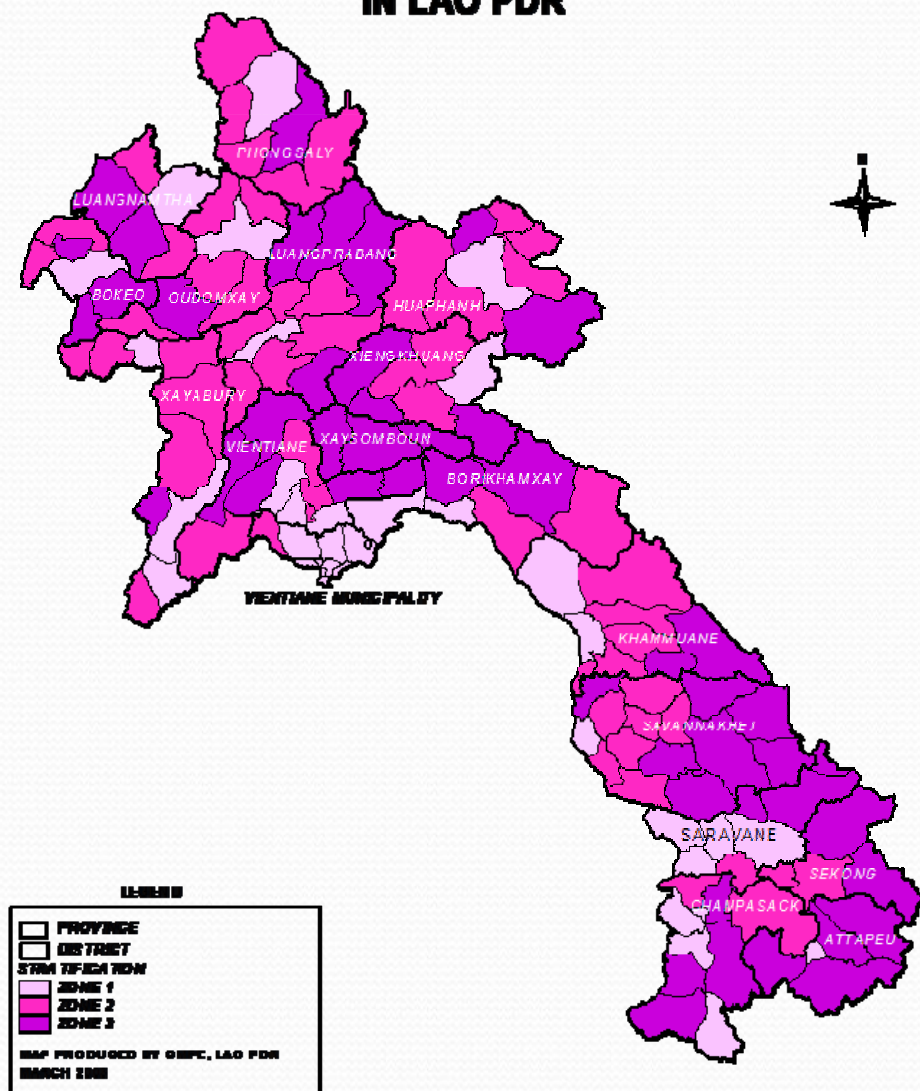 IN LAO PDR
PHONGSALY
LUANGNAMTHA
LUANGPRABANG
BOKEO
OUDOMXAY
HUAPHANH
XIENGKHUANG
XAYABURY
VIENTIANE
XAYSOMBOUN
BORIKHAMXAY
VIENTIANE MUNICIPALITY
KHAMMUANE
SAVANNAKHET
SARAVANE
SEKONG
CHAMPASACK
ATTAPEU
LEGEND
PROVINCE
DISTRICT
STRATIFICATION
ZONE 1
ZONE 2
ZONE 3
MAP PRODUCED BY LAO PDR
MARCH